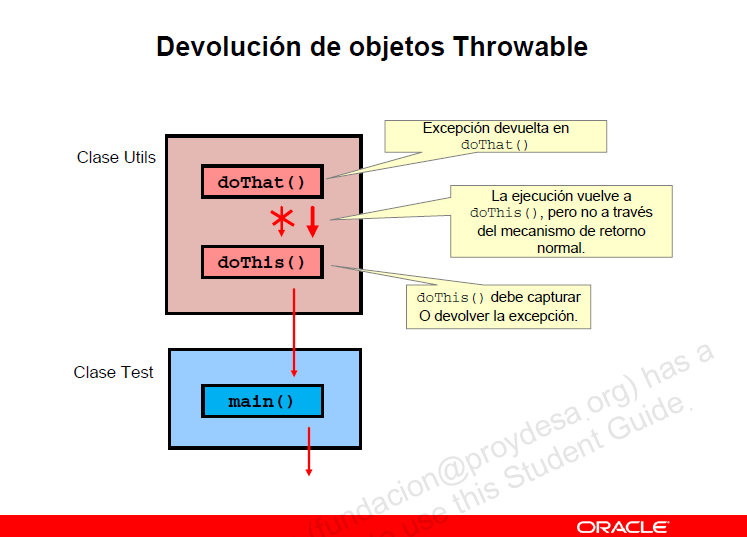 Devolución de objetos Throwable
Clase Utils
doThat()
Excepción devuelta en
doThat()
La ejecución vuelve a
doThis(), pero no a través
del mecanismo de retorno
normal.
doThis()
doThis() debe capturar
O devolver la excepción.
Clase Test
main()
fundacion@proydesa.org) has a
use this Student Guide.
ORACLE